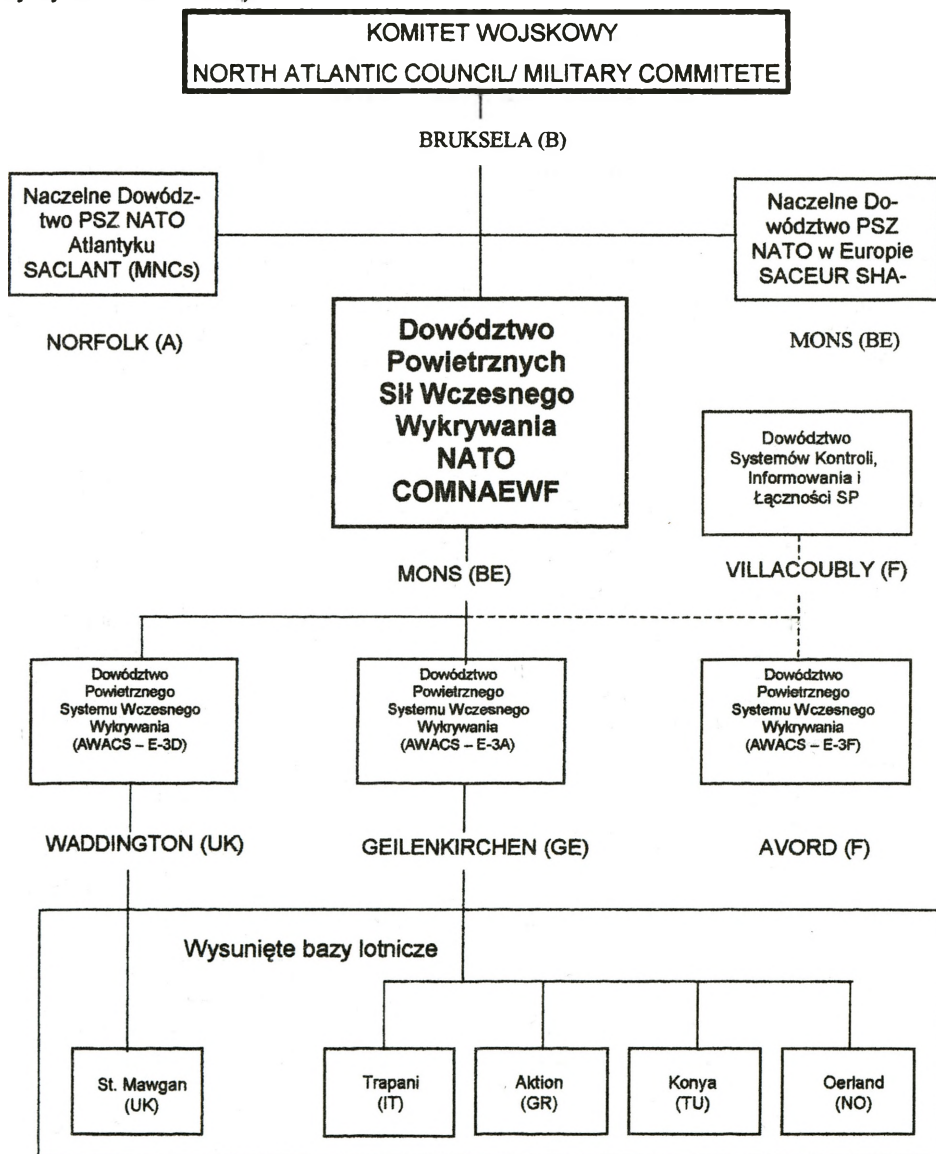 KOMITET WOJSKOWY
NORTH ATLANTIC COUNCIL/ MILITARY COMMITETE
BRUKSELA (B)
Naczelne Dowódz-
two PSZ NATO
Atlantyku
SACLANT (MNCs)
NORFOLK (A)
Naczelne Do-
wództwo PSZ
NATO w Europie
SACEUR SHA-
MONS (BE)
Dowództwo
Powietrznych
Sił Wczesnego
Wykrywania
NATO
COMNAEWF
MONS (BE)
Dowództwo
Systemów Kontroli,
Informowania i
Łączności SP
VILLACOUBLY (F)
Dowództwo
Powietrznego
Systemu Wczesnego
Wykrywania
(AWACS – E-3D)
WADDINGTON (UK)
Dowództwo
Powietrznego
Systemu Wczesnego
Wykrywania
(AWACS – E-3A)
GEILENKIRCHEN (GE)
Dowództwo
Powietrznego
Systemu Wczesnego
Wykrywania
(AWACS – E-3F)
AVORD (F)
Wysunięte bazy lotnicze
St. Mawgan
(UK)
Trapani
(IT)
Aktion
(GR)
Konya
(TU)
Oerland
(NO)